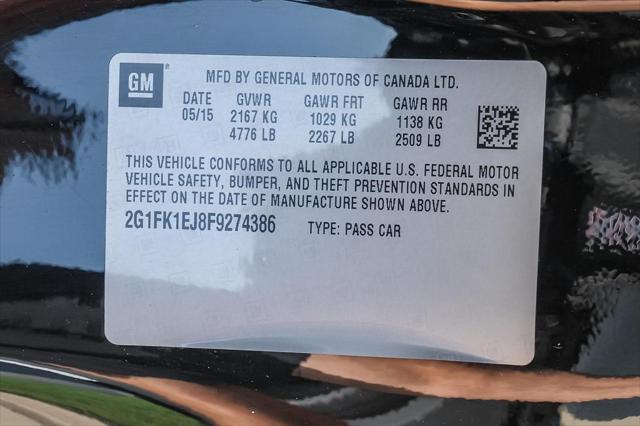 GM
MFD BY GENERAL MOTORS OF CANADA LTD.
DATE GVWR GAWR FRT GAWR RR
05/15 2167 KG 1029 KG 1138 KG
4776 LB 2267 LB 2509 LB
THIS VEHICLE CONFORMS TO ALL APPLICABLE U.S. FEDERAL MOTOR
VEHICLE SAFETY, BUMPER, AND THEFT PREVENTION STANDARDS IN
EFFECT ON THE DATE OF MANUFACTURE SHOWN ABOVE.
2G1FK1EJ8F9274386 TYPE: PASS CAR